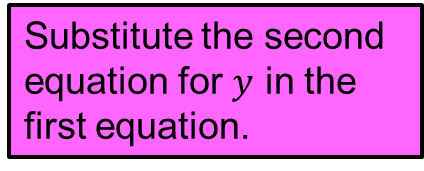 Substitute the second
equation for y in the
first equation.